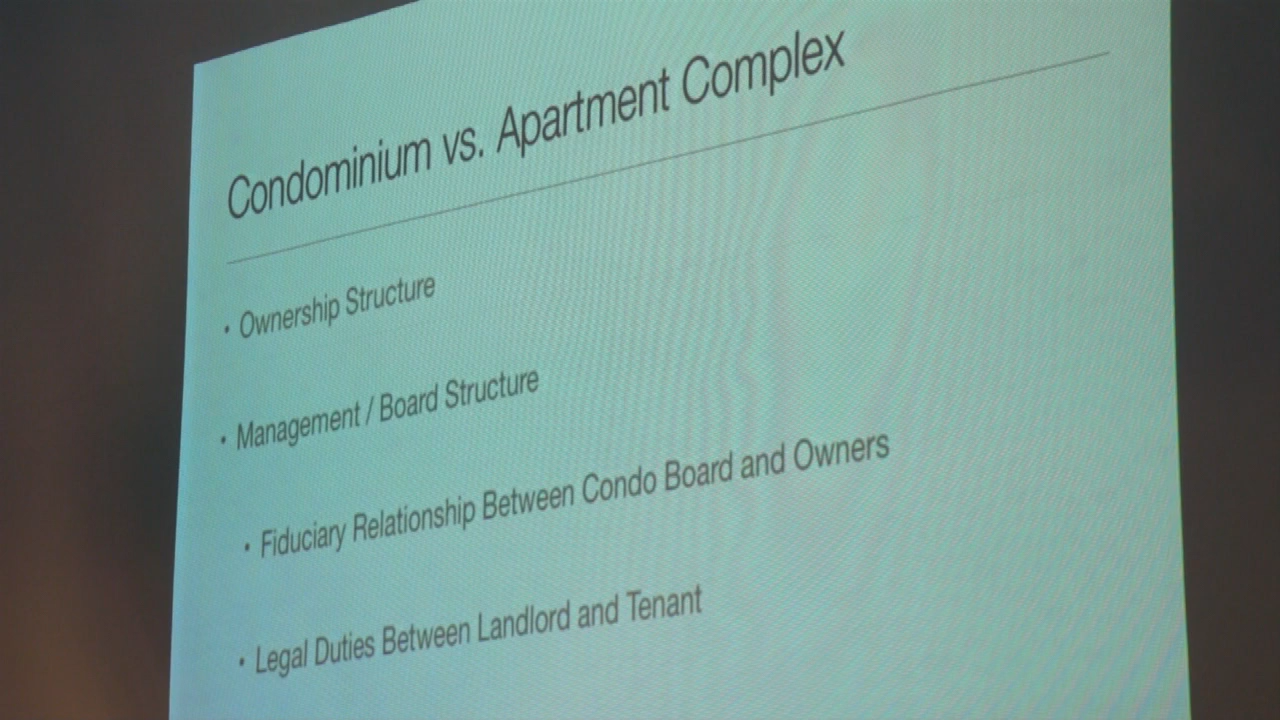 Condominium vs. Apartment Complex
• Ownership Structure
• Management / Board Structure
• Fiduciary Relationship Between Condo Board and Owners
• Legal Duties Between Landlord and Tenant